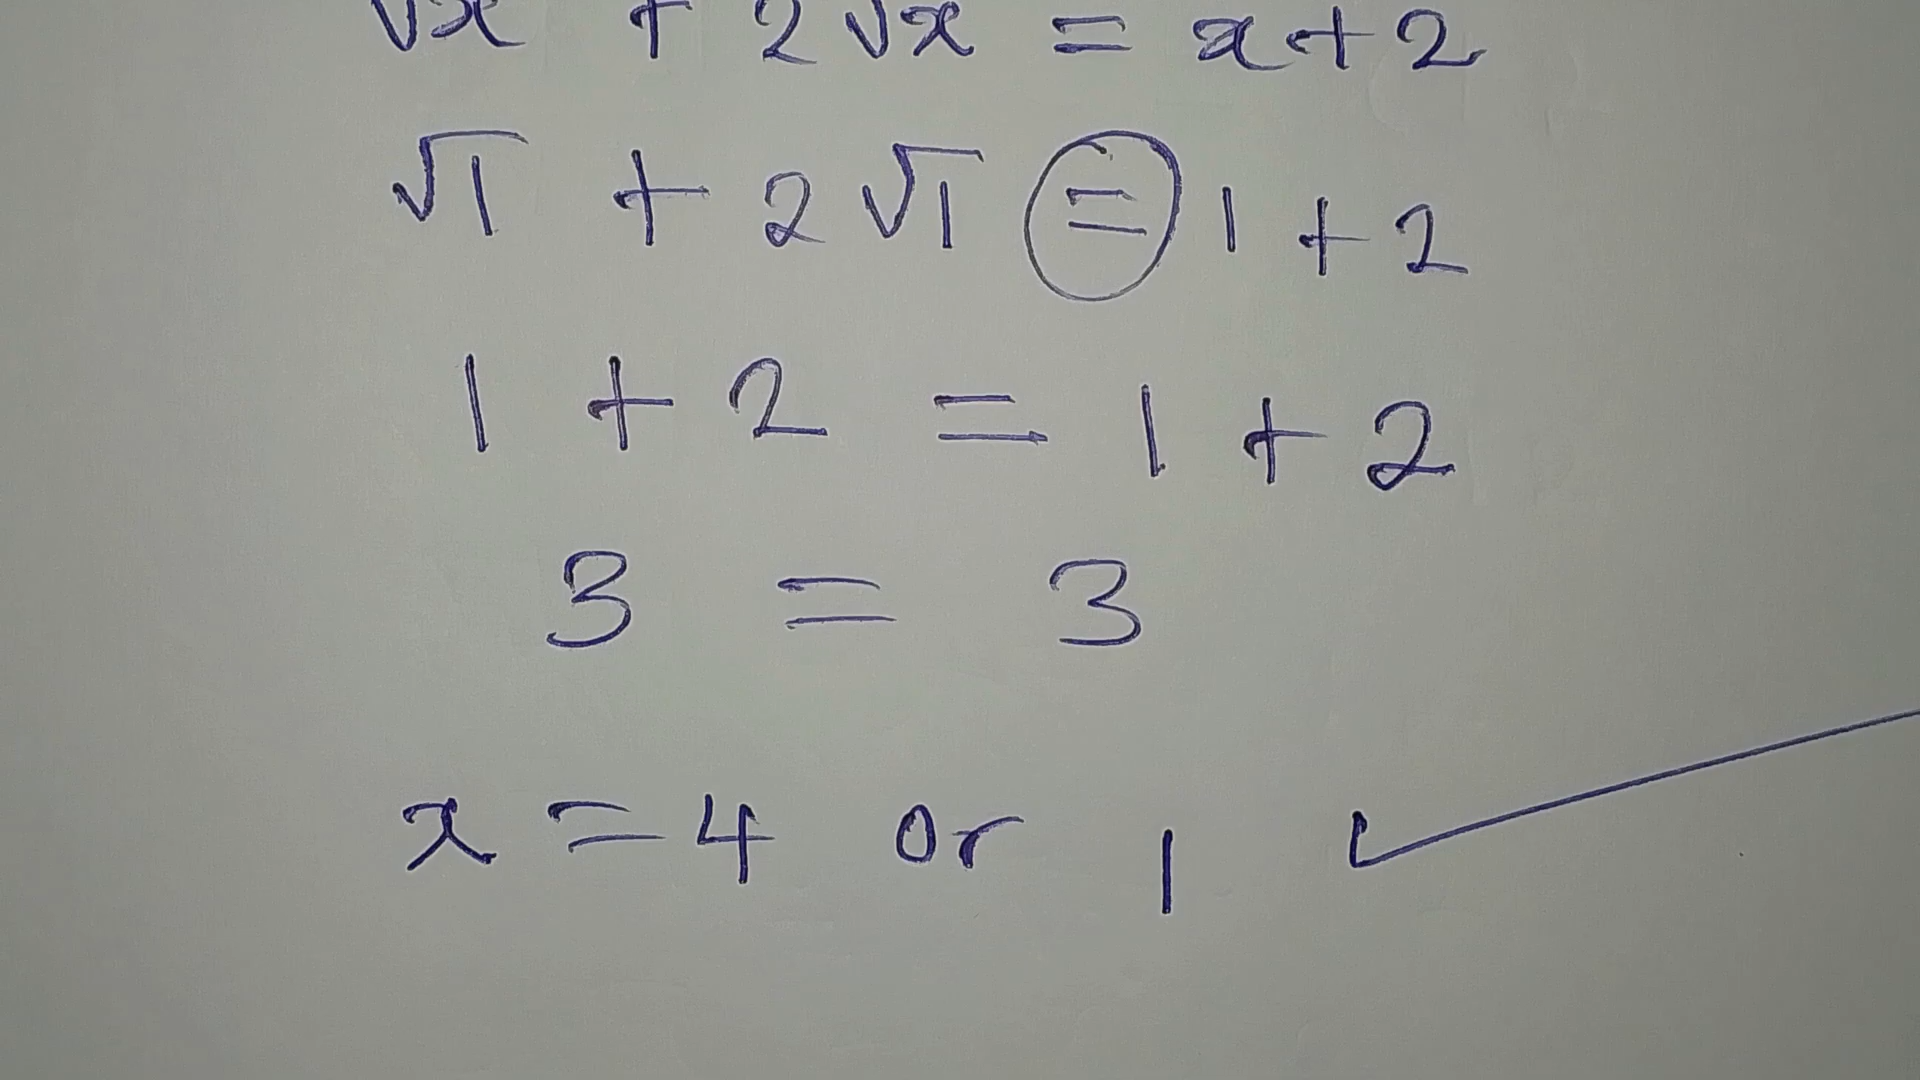 √x + 2√x = x+2
√1 + 2√1 = 1 + 2
1 + 2 = 1 + 2
3 = 3
x = 4 or 1